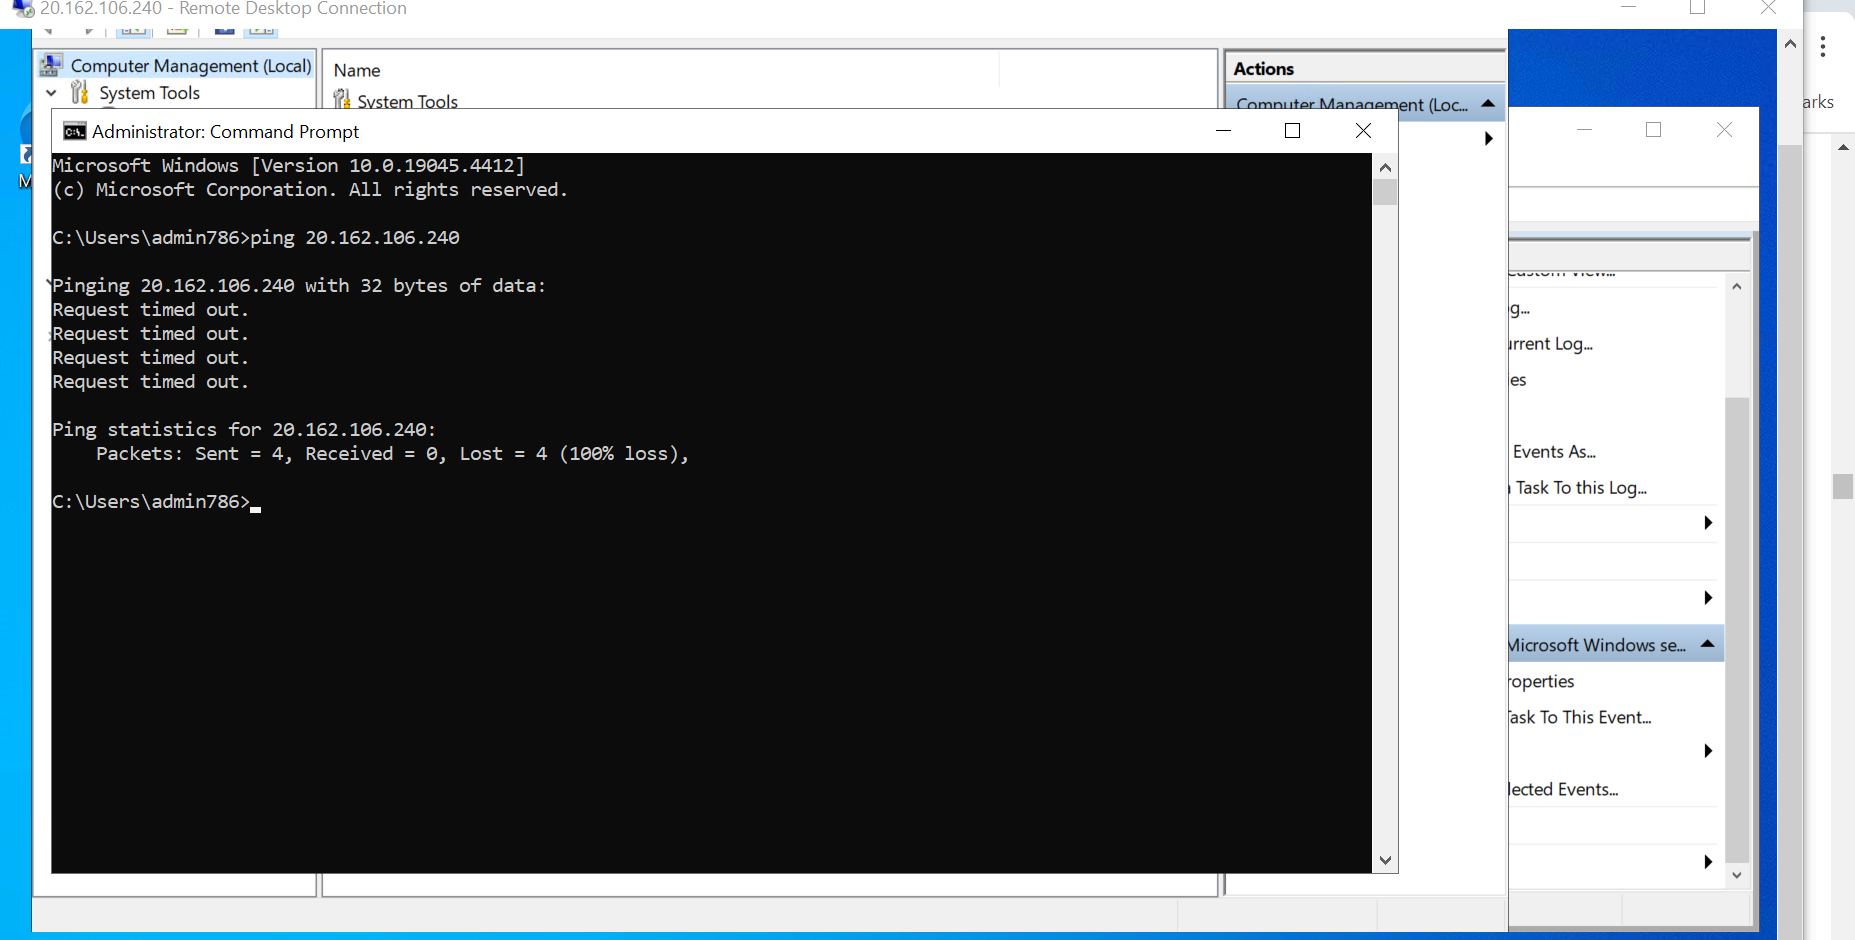 20.162.106.240 - Remote Desktop Connection
Computer Management (Local)
System Tools
Name
System Tools
Actions
Computer Management (Loc...
arks
Administrator: Command Prompt
Microsoft Windows [Version 10.0.19045.4412]
(c) Microsoft Corporation. All rights reserved.
C:\Users\admin786>ping 20.162.106.240
Pinging 20.162.106.240 with 32 bytes of data:
Request timed out.
Request timed out.
Request timed out.
Request timed out.
Ping statistics for 20.162.106.240:
    Packets: Sent = 4, Received = 0, Lost = 4 (100% loss),
C:\Users\admin786>
M
Custom View...
g...
urrent Log...
es
Events As...
Task To this Log...
Microsoft Windows se...
roperties
Task To This Event...
lected Events...